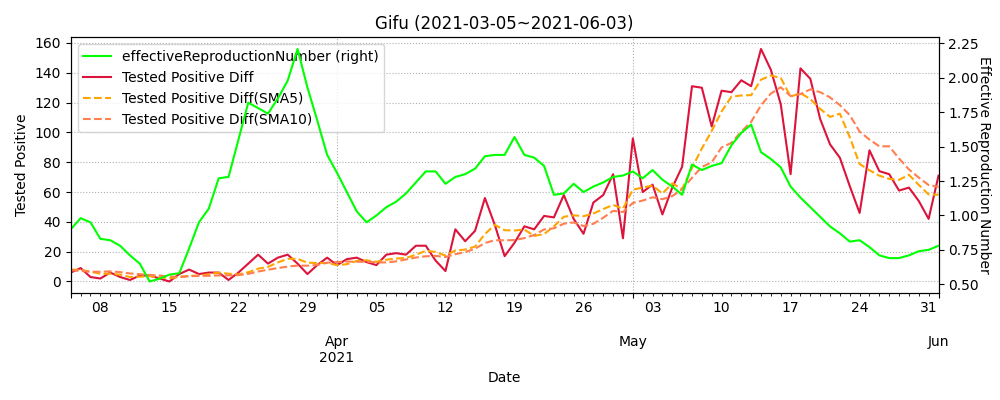 Gifu (2021-03-05~2021-06-03)
effectiveReproductionNumber (right)
Tested Positive Diff
Tested Positive Diff(SMA5)
Tested Positive Diff(SMA10)
Tested Positive
160
140
120
100
80
60
40
20
0
Effective Reproduction Number
2.25
2.00
1.75
1.50
1.25
1.00
0.75
0.50
08 15 22 29 05 12 19 26 03 10 17 24 31
Apr May Jun
2021
Date